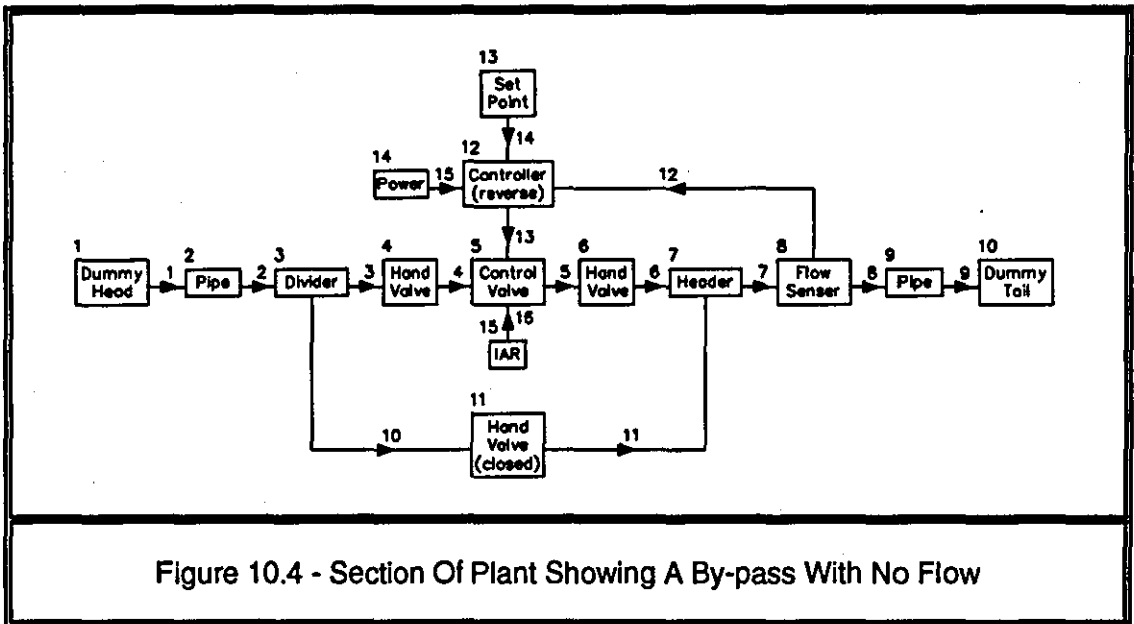 13
Set
Point
14
12
14
Power
15
Controller
(reverse)
12
13
1
Dummy
Head
1
2
Pipe
2
3
Divider
3
4
Hand
Valve
4
5
Control
Valve
5
6
Hand
Valve
6
7
Header
7
8
Flow
Senser
8
9
Pipe
9
10
Dummy
Tail
15
16
IAR
10
11
Hand
Valve
(closed)
11
Figure 10.4 - Section Of Plant Showing A By-pass With No Flow